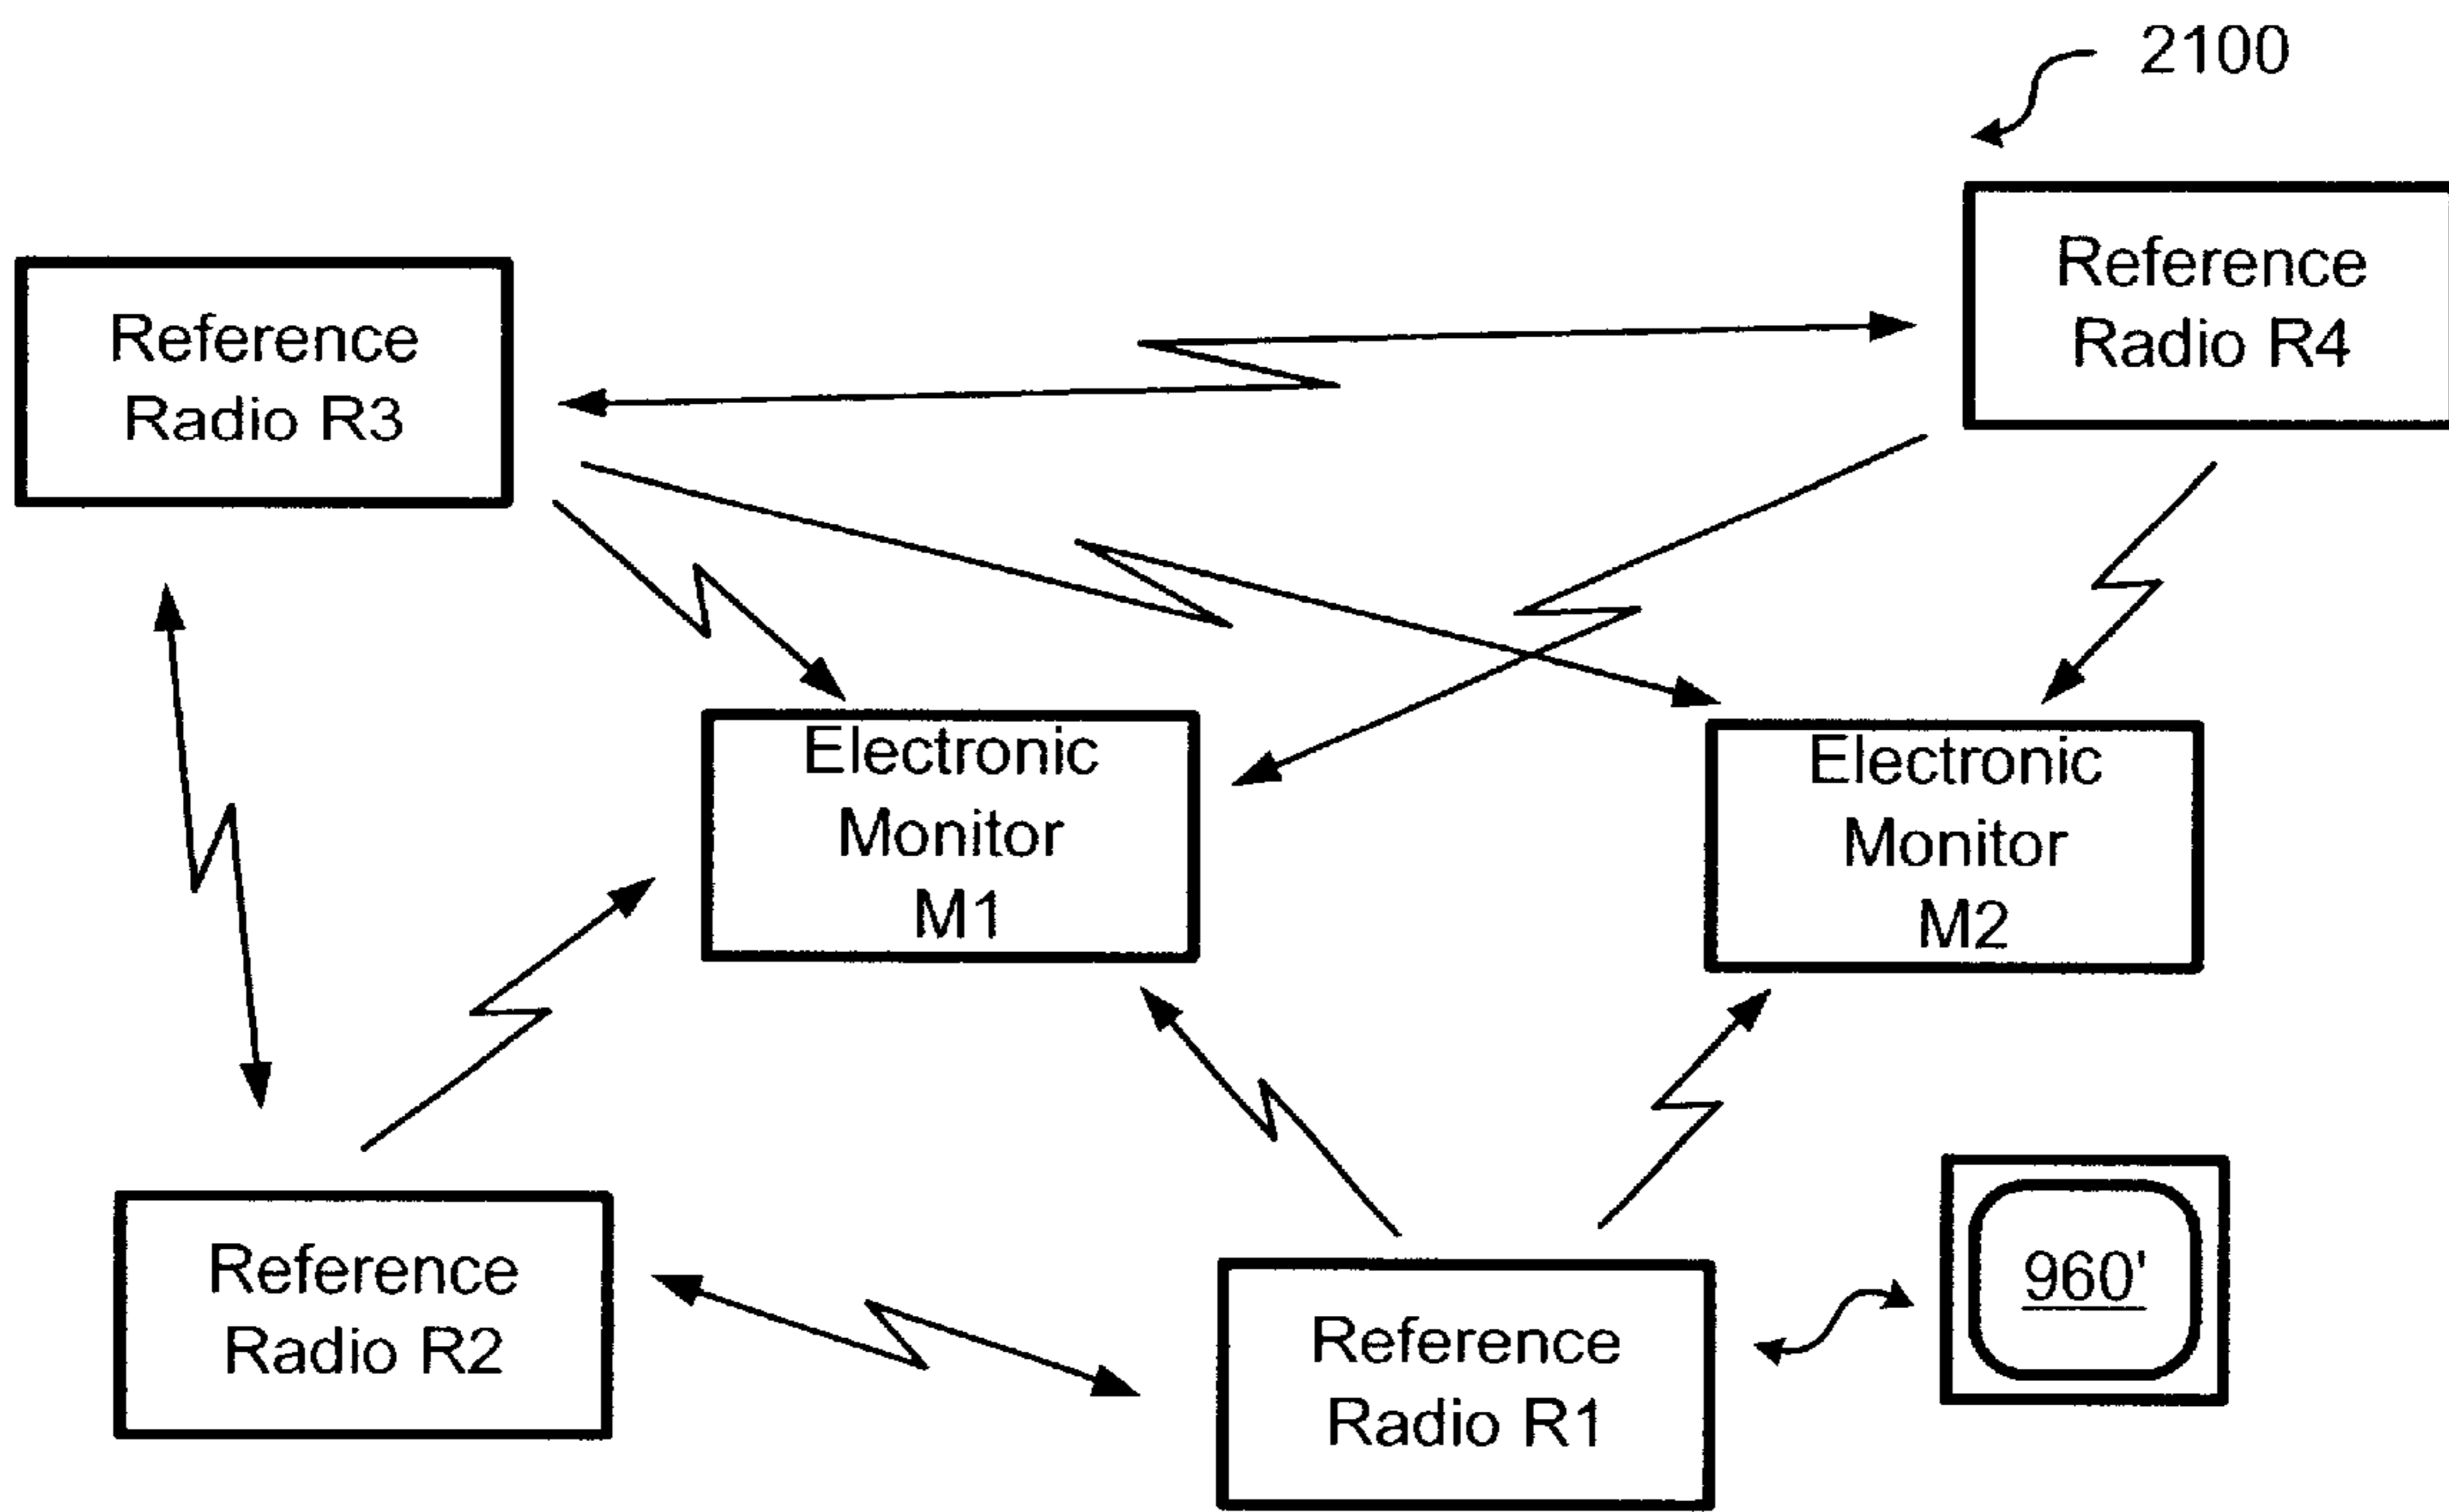 2100
Reference
Radio R3
Reference
Radio R4
Electronic
Monitor
M1
Electronic
Monitor
M2
Reference
Radio R2
Reference
Radio R1
960'